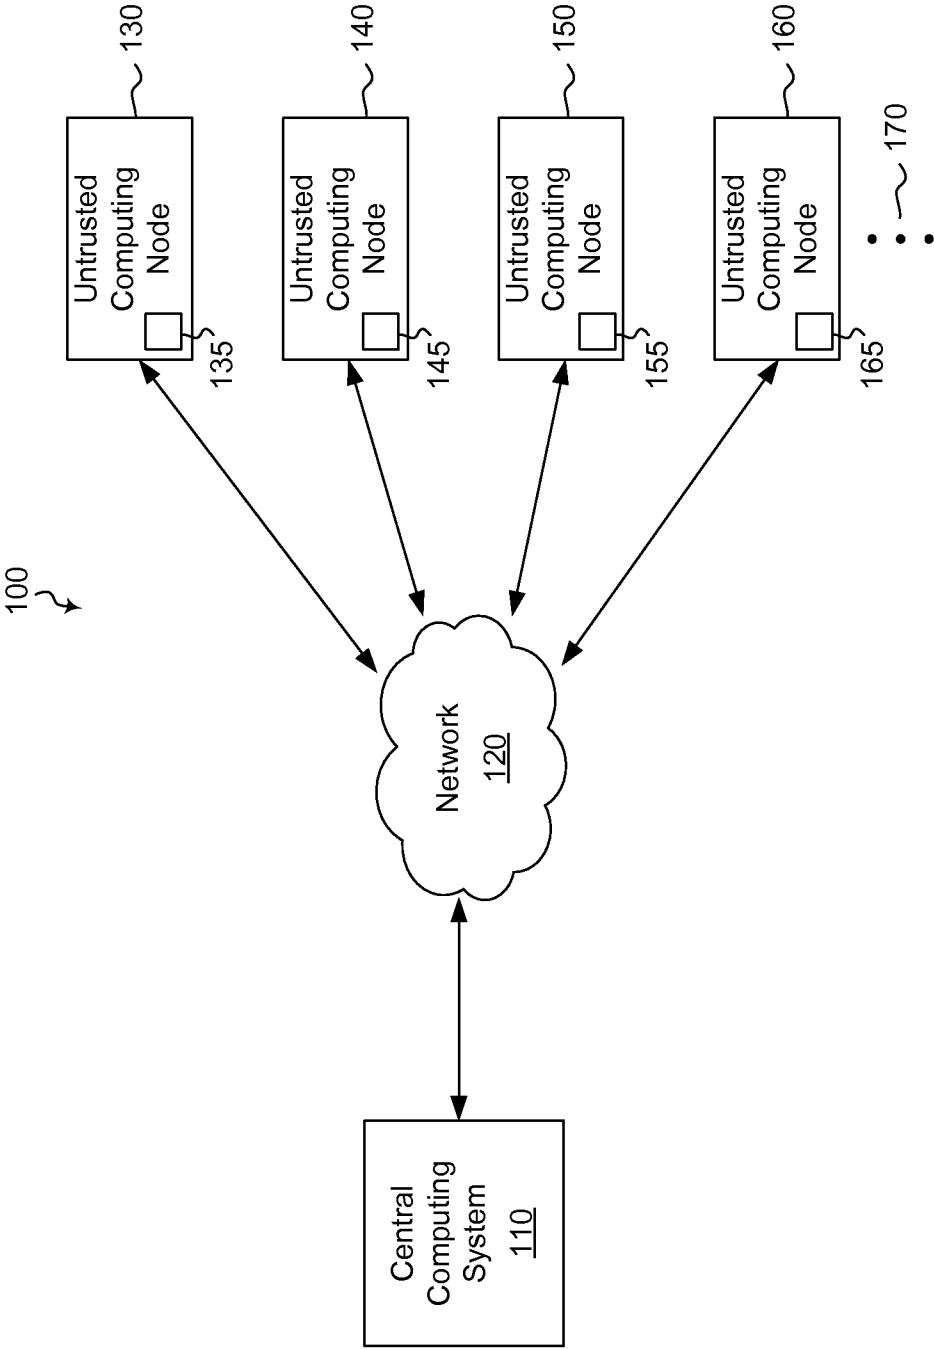 100
Central
Computing
System
110
Network
120
Untrusted
Computing
Node
130
135
Untrusted
Computing
Node
140
145
Untrusted
Computing
Node
150
155
Untrusted
Computing
Node
160
165
170